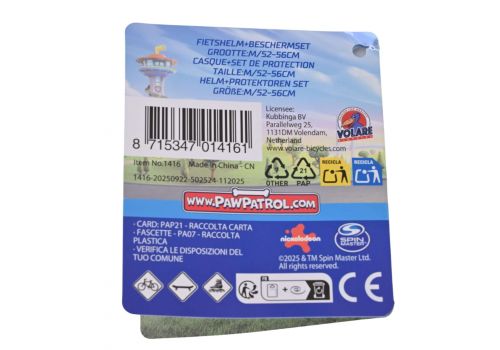 FIETSHELM+BESCHERMSET
GROOTTE:M/52-56CM
CASQUE+SET DE PROTECTION
TAILLE:M/52-56CM
HELM+PROTEKTOREN SET
GRÖßE:M/52-56CM
8 715347 014161
Item No.1416 Made in China - CN
1416-20250922-502524-112025
Licensee:
Kubbinga BV
Parallelweg 25,
1131DM Volendam,
Netherland
www.volare-bicycles.com
VOLARE
OTHER
21
PAP
RECICLA
RECICLA
www.PAWPATROL.com
- CARD: PAP21 - RACCOLTA CARTA
- FASCETTE - PA07 - RACCOLTA
PLASTICA
- VERIFICA LE DISPOSIZIONI DEL
TUO COMUNE
nickelodeon
SPIN
MASTER
©2025 & TM Spin Master Ltd.
All rights reserved.
FR
CE